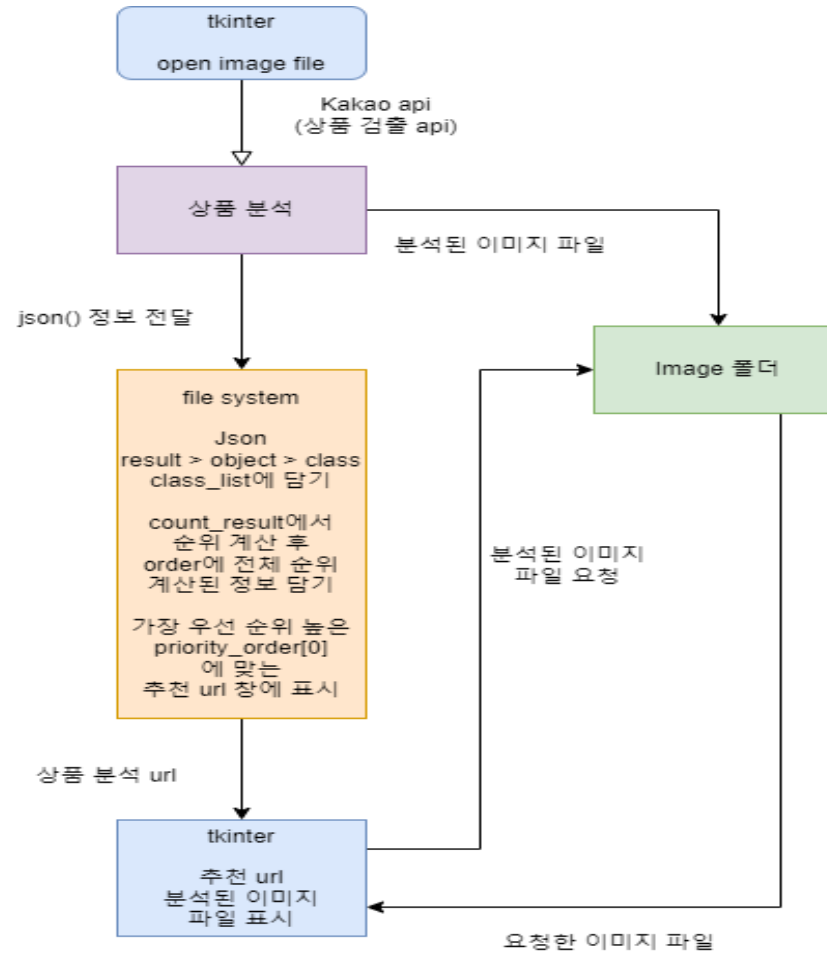 tkinter
open image file
Kakao api
(상품 검출 api)
상품 분석
분석된 이미지 파일
json() 정보 전달
Image 폴더
file system
Json
result > object > class
class_list에 담기
count_result에서
순위 계산 후
order에 전체 순위
계산된 정보 담기
가장 우선 순위 높은
priority_order[0]
에 맞는
추천 url 창에 표시
분석된 이미지
파일 요청
상품 분석 url
tkinter
추천 url
분석된 이미지
파일 표시
요청한 이미지 파일